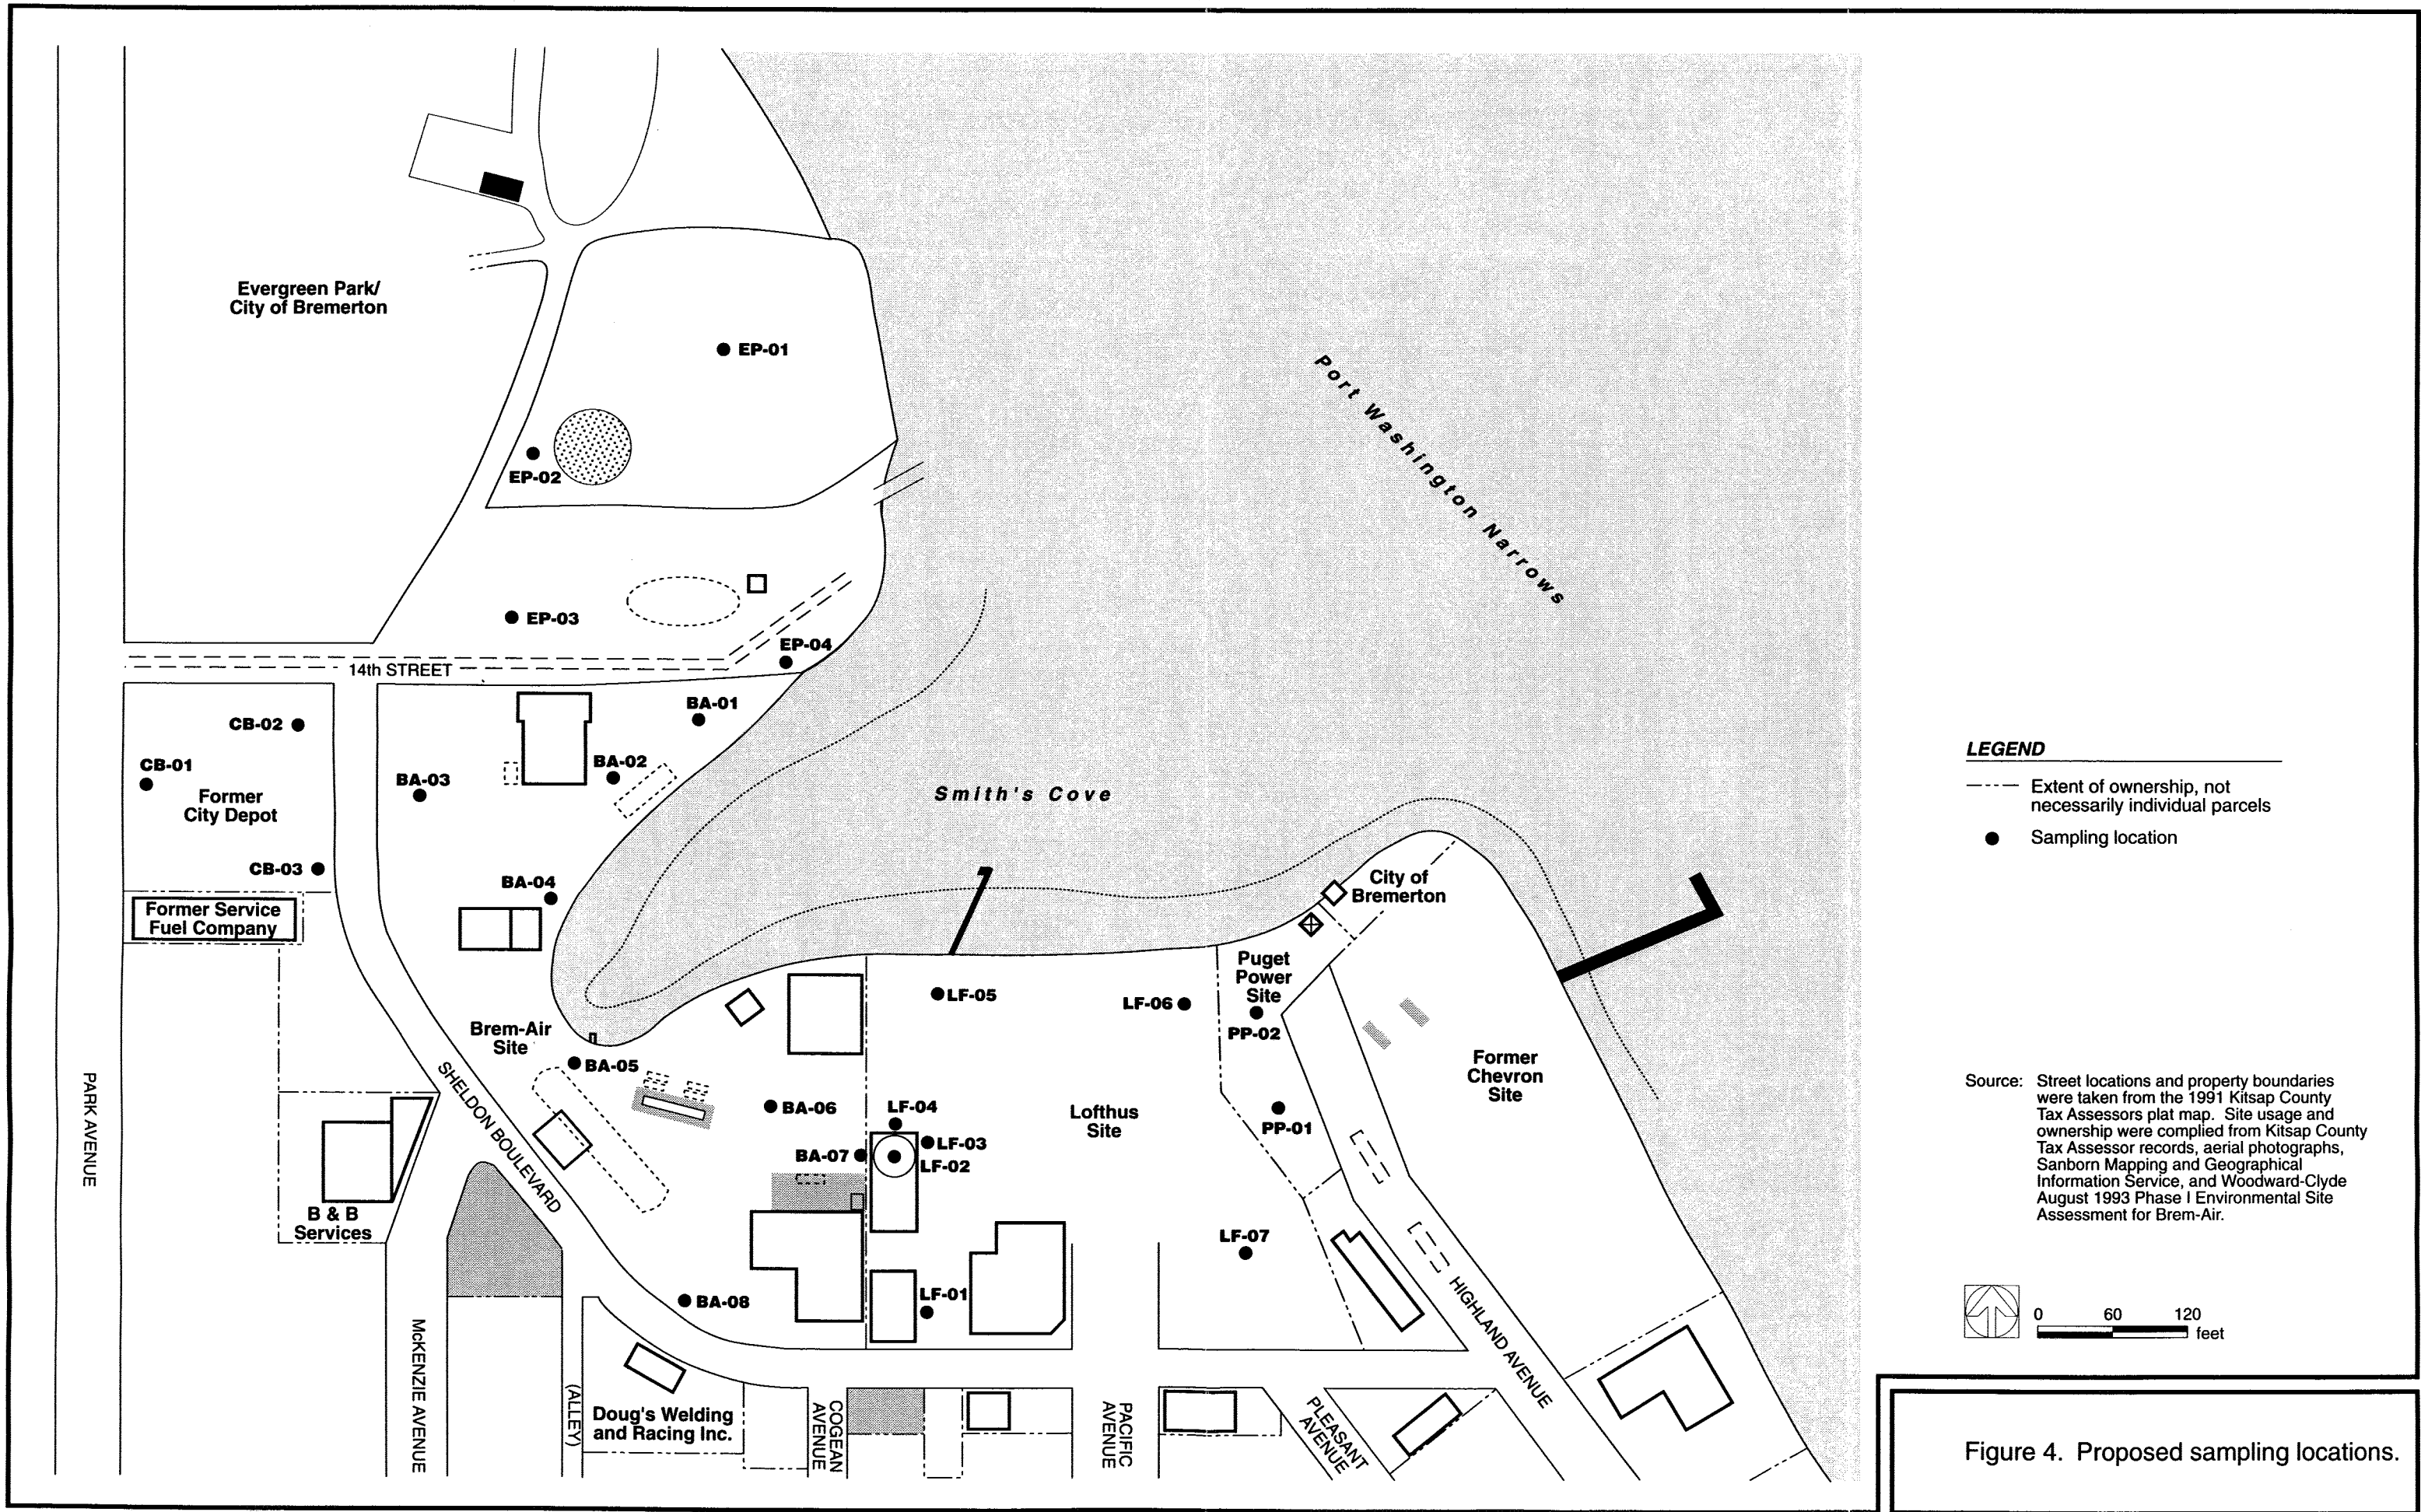 Evergreen Park/
City of Bremerton
EP-01
EP-02
Port Washington Narrows
EP-03
EP-04
14th STREET
BA-01
CB-02
BA-02
CB-01
BA-03
Former
City Depot
Smith's Cove
CB-03
BA-04
Former Service
Fuel Company
City of
Bremerton
Puget
Power
Site
LF-05
LF-06
PP-02
Brem-Air
Site
BA-05
Former
Chevron
Site
PARK AVENUE
SHELDON BOULEVARD
BA-06
LF-04
Lofthus
Site
PP-01
LF-03
BA-07
LF-02
B & B
Services
LF-07
BA-08
LF-01
HIGHLAND AVENUE
McKENZIE AVENUE
(ALLEY)
Doug's Welding
and Racing Inc.
COGEAN
AVENUE
PACIFIC
AVENUE
PLEASANT
AVENUE
LEGEND
Extent of ownership, not
necessarily individual parcels
Sampling location
Source: Street locations and property boundaries
were taken from the 1991 Kitsap County
Tax Assessors plat map. Site usage and
ownership were complied from Kitsap County
Tax Assessor records, aerial photographs,
Sanborn Mapping and Geographical
Information Service, and Woodward-Clyde
August 1993 Phase I Environmental Site
Assessment for Brem-Air.
0 60 120
feet
Figure 4. Proposed sampling locations.